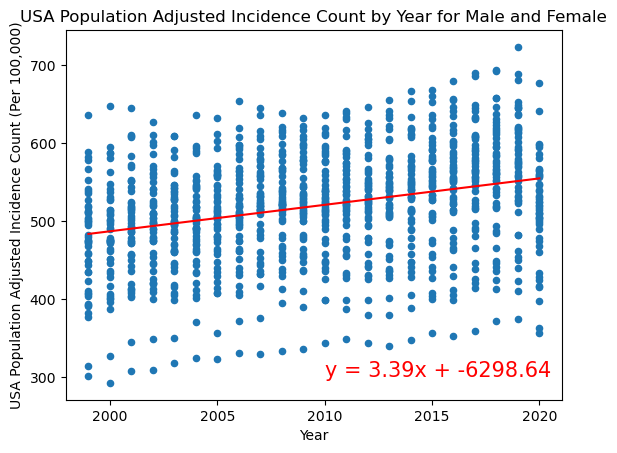 USA Population Adjusted Incidence Count by Year for Male and Female
USA Population Adjusted Incidence Count (Per 100,000)
700
600
500
400
300
y = 3.39x + -6298.64
2000
2005
2010
2015
2020
Year